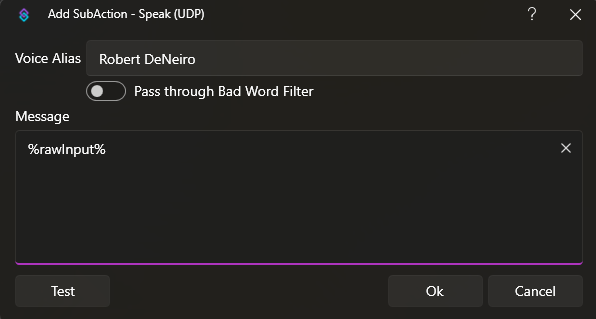 Add SubAction - Speak (UDP)
Voice Alias
Robert DeNeiro
Pass through Bad Word Filter
Message
%rawInput%
Test
Ok
Cancel